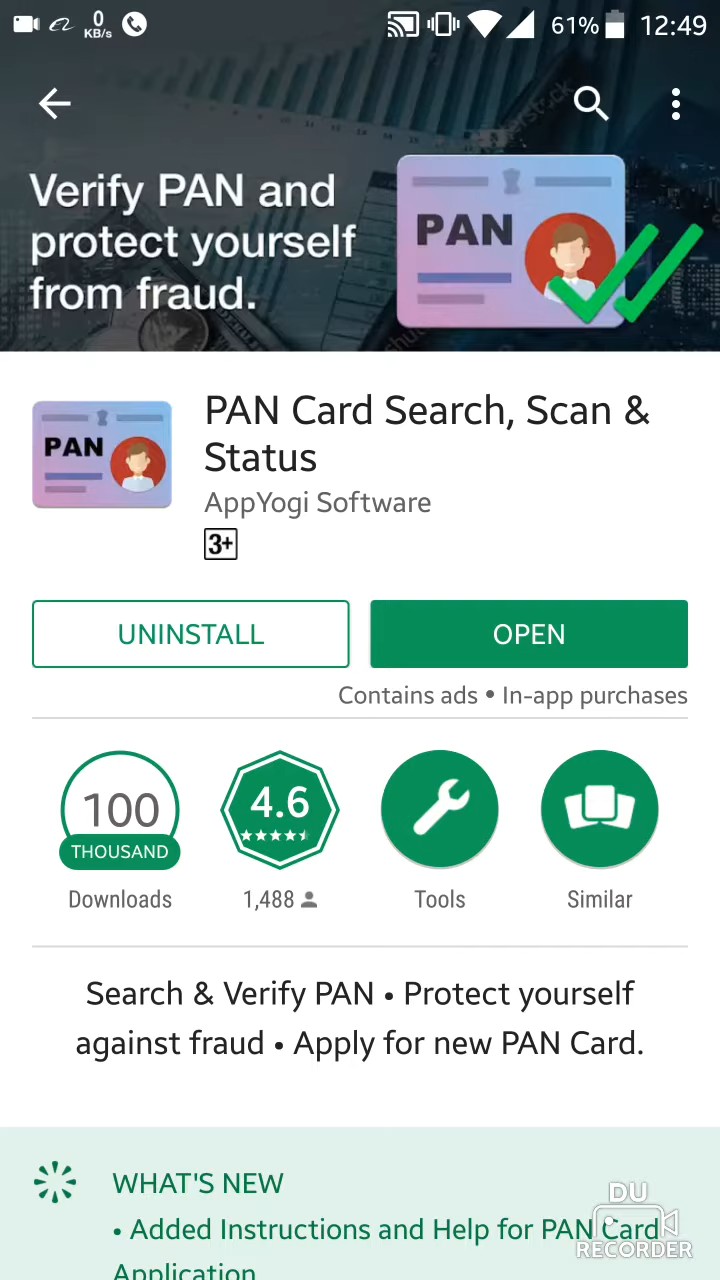 0
KB/s
61%
12:49
Verify PAN and
protect yourself
from fraud.
PAN
PAN
PAN Card Search, Scan &
Status
AppYogi Software
3+
UNINSTALL
OPEN
Contains ads • In-app purchases
100
THOUSAND
Downloads
4.6
1,488
Tools
Similar
Search & Verify PAN • Protect yourself
against fraud • Apply for new PAN Card.
WHAT'S NEW
• Added Instructions and Help for PAN Card
Application
DU
RECORDER